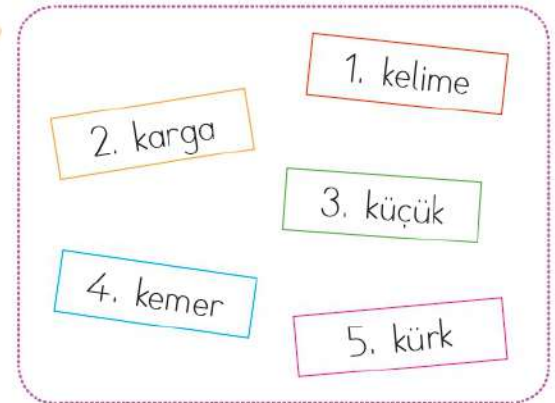 1. kelime
2. karga
3. küçük
4. kemer
5. kürk